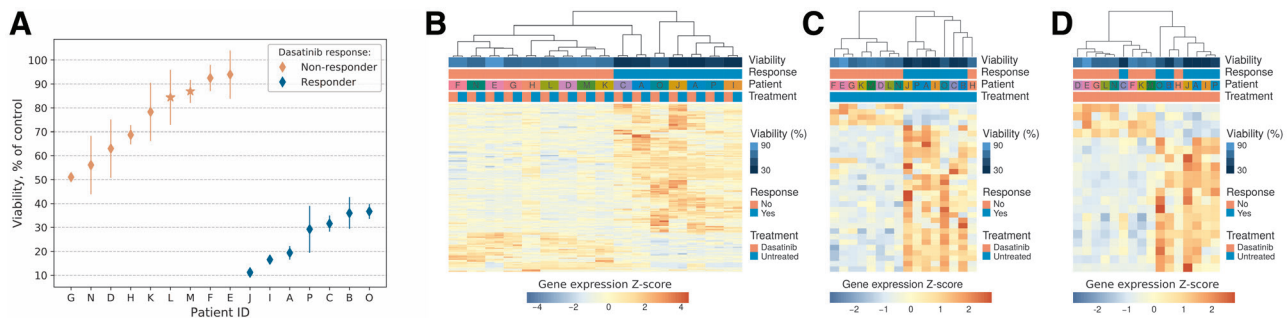 A
Viability, % of control
100
90
80
70
60
50
40
30
20
10
Dasatinib response:
Non-responder
Responder
G N D H K L M F E J I A P C B O
Patient ID
B
Viability
Response
Patient
Treatment
Viability (%)
90
30
Response
No
Yes
Treatment
Dasatinib
Untreated
Gene expression Z-score
−4 −2 0 2 4
C
Viability
Response
Patient
Treatment
Viability (%)
90
30
Response
No
Yes
Treatment
Dasatinib
Untreated
Gene expression Z-score
−2 −1 0 1 2
D
Viability
Response
Patient
Treatment
Viability (%)
90
30
Response
No
Yes
Treatment
Dasatinib
Untreated
Gene expression Z-score
−2 −1 0 1 2